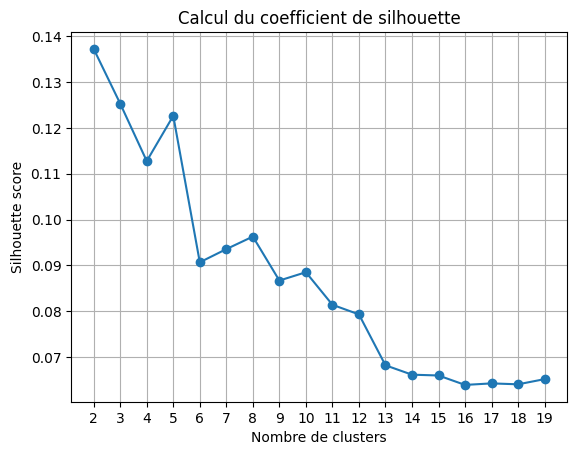 Calcul du coefficient de silhouette
Silhouette score
0.14
0.13
0.12
0.11
0.10
0.09
0.08
0.07
2 3 4 5 6 7 8 9 10 11 12 13 14 15 16 17 18 19
Nombre de clusters